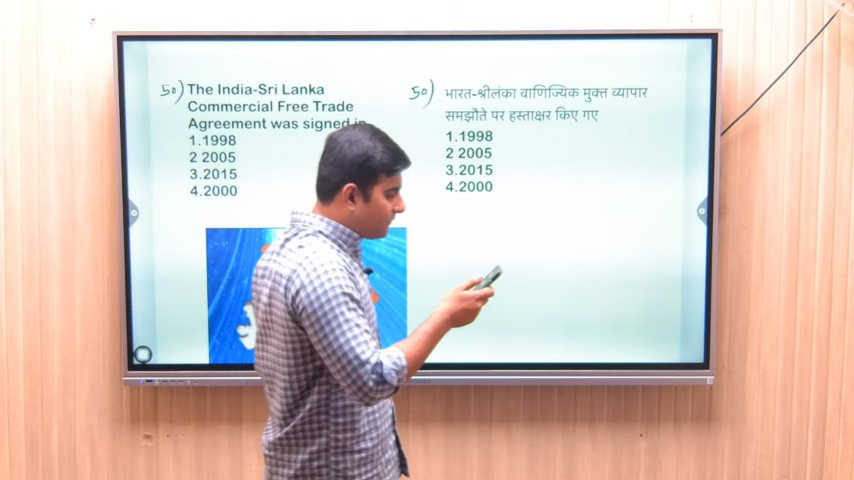 50) The India-Sri Lanka
Commercial Free Trade
Agreement was signed in
1.1998
2 2005
3.2015
4.2000
50) भारत-श्रीलंका वाणिज्यिक मुक्त व्यापार
समझौते पर हस्ताक्षर किए गए
1.1998
2 2005
3.2015
4.2000